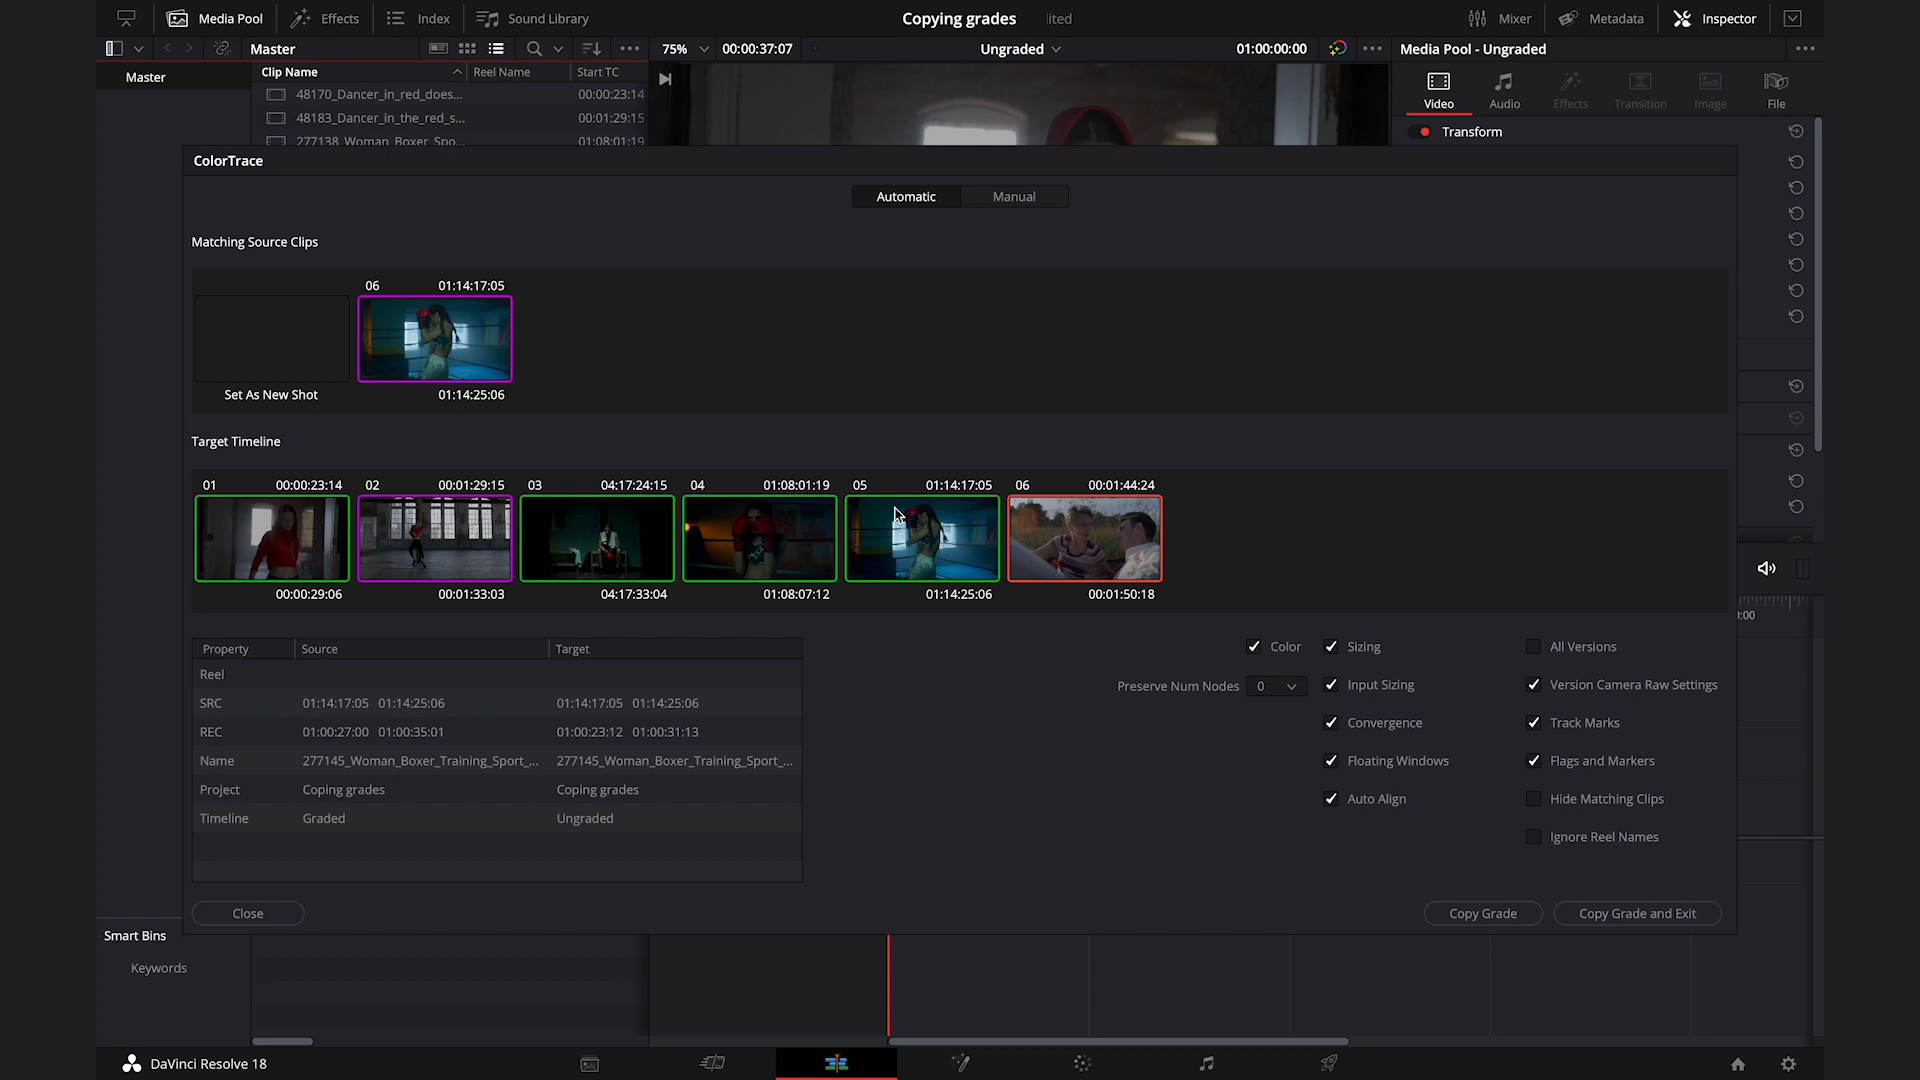 Media Pool
Effects
Index
Sound Library
Copying grades
ited
Mixer
Metadata
Inspector
Master
75%
00:00:37:07
Ungraded
01:00:00:00
Media Pool - Ungraded
Master
Clip Name
Reel Name
Start TC
48170_Dancer_in_red_does...
00:00:23:14
48183_Dancer_in_the_red_s...
00:01:29:15
277138_Woman_Boxer_Spo...
01:08:01:19
Video
Audio
Effects
Transition
Image
File
Transform
ColorTrace
Automatic
Manual
Matching Source Clips
06 01:14:17:05
Set As New Shot
01:14:25:06
Target Timeline
01 00:00:23:14
02 00:01:29:15
03 04:17:24:15
04 01:08:01:19
05 01:14:17:05
06 00:01:44:24
00:00:29:06
00:01:33:03
04:17:33:04
01:08:07:12
01:14:25:06
00:01:50:18
:00
Property Source Target
Reel
SRC 01:14:17:05 01:14:25:06 01:14:17:05 01:14:25:06
REC 01:00:27:00 01:00:35:01 01:00:23:12 01:00:31:13
Name 277145_Woman_Boxer_Training_Sport_... 277145_Woman_Boxer_Training_Sport_...
Project Coping grades Coping grades
Timeline Graded Ungraded
Color
Sizing
All Versions
Preserve Num Nodes 0
Input Sizing
Version Camera Raw Settings
Convergence
Track Marks
Floating Windows
Flags and Markers
Auto Align
Hide Matching Clips
Ignore Reel Names
Close
Copy Grade
Copy Grade and Exit
Smart Bins
Keywords
DaVinci Resolve 18